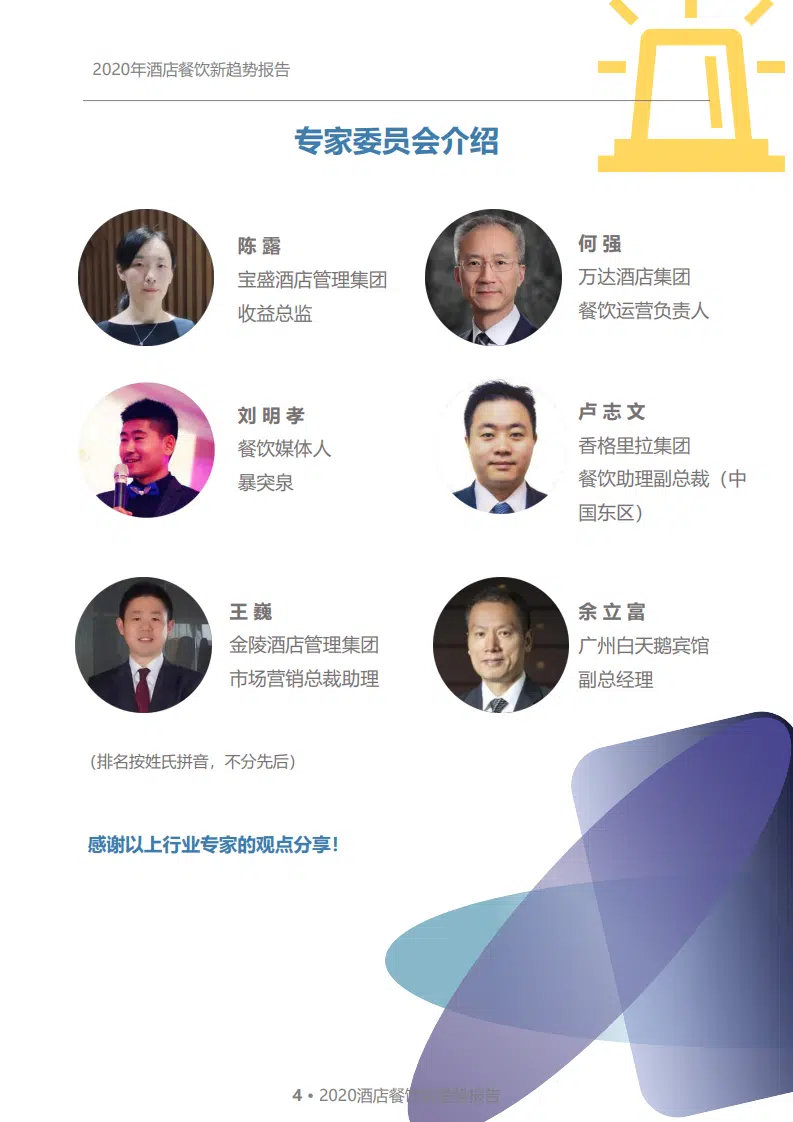 2020年酒店餐饮新趋势报告
专家委员会介绍
陈 露
宝盛酒店管理集团
收益总监
何 强
万达酒店集团
餐饮运营负责人
刘 明 孝
餐饮媒体人
暴突泉
卢 志 文
香格里拉集团
餐饮助理副总裁（中
国东区）
王 巍
金陵酒店管理集团
市场营销总裁助理
余 立 富
广州白天鹅宾馆
副总经理
（排名按姓氏拼音，不分先后）
感谢以上行业专家的观点分享！
4 • 2020酒店餐饮新趋势报告